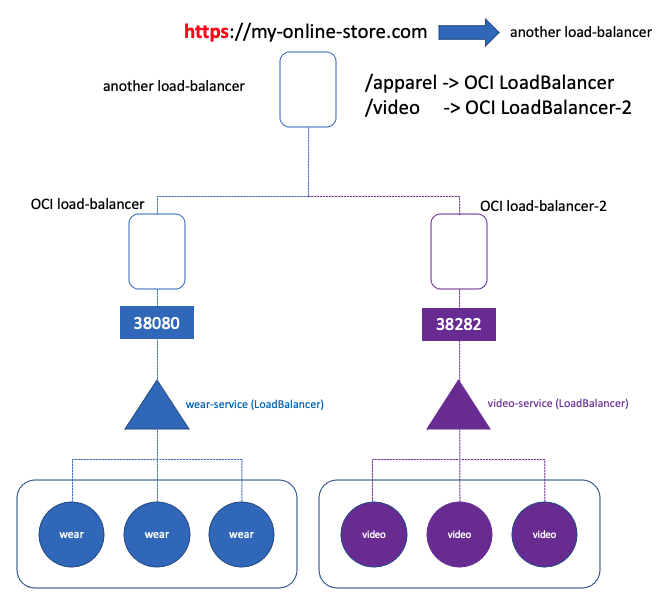 https://my-online-store.com another load-balancer
another load-balancer
/apparel -> OCI LoadBalancer
/video -> OCI LoadBalancer-2
OCI load-balancer
OCI load-balancer-2
38080
38282
wear-service (LoadBalancer)
video-service (LoadBalancer)
wear wear wear
video video video